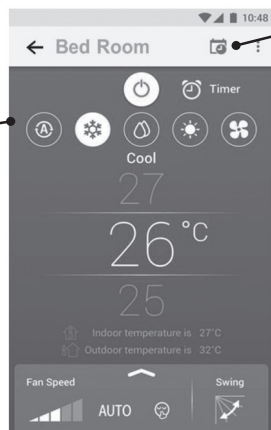 10:48
Bed Room
Timer
A
Cool
27
26°C
25
Indoor temperature is 27°C
Outdoor temperature is 32°C
Fan Speed
Swing
AUTO